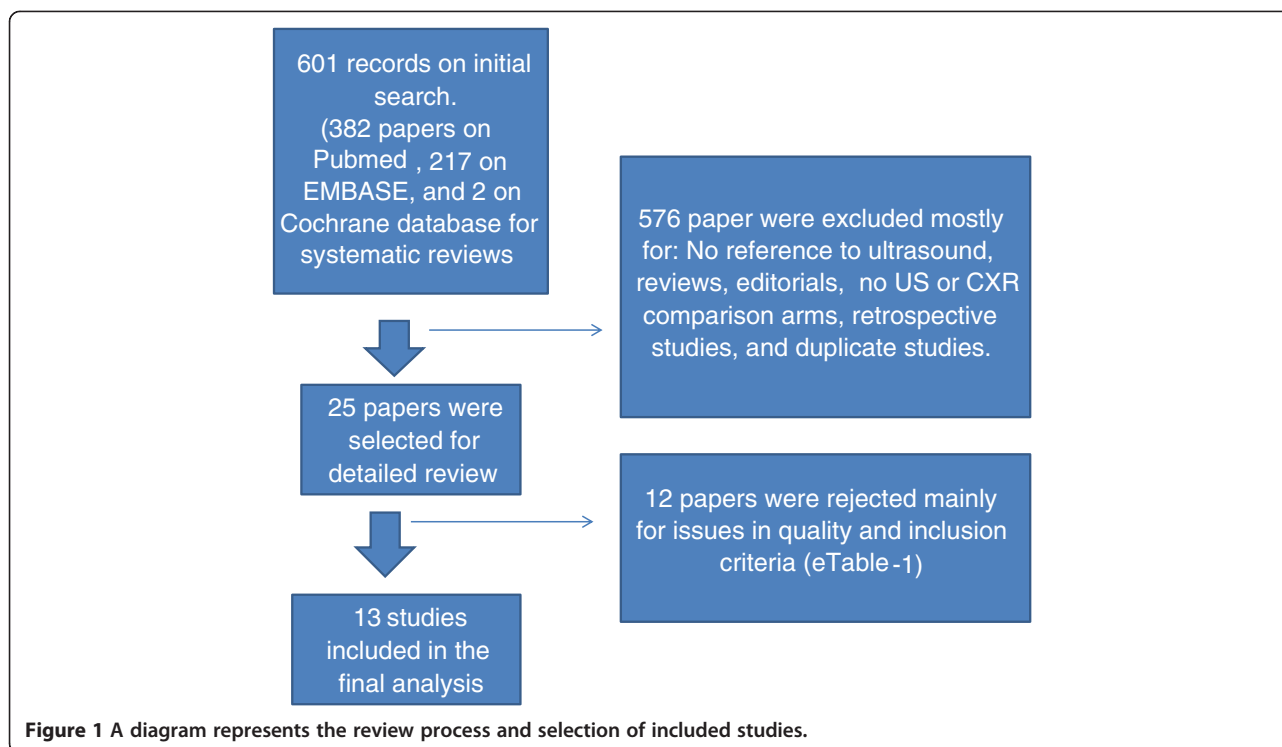 601 records on initial
search.
(382 papers on
Pubmed , 217 on
EMBASE, and 2 on
Cochrane database for
systematic reviews
576 paper were excluded mostly
for: No reference to ultrasound,
reviews, editorials, no US or CXR
comparison arms, retrospective
studies, and duplicate studies.
25 papers were
selected for
detailed review
12 papers were rejected mainly
for issues in quality and inclusion
criteria (eTable-1)
13 studies
included in the
final analysis
Figure 1 A diagram represents the review process and selection of included studies.